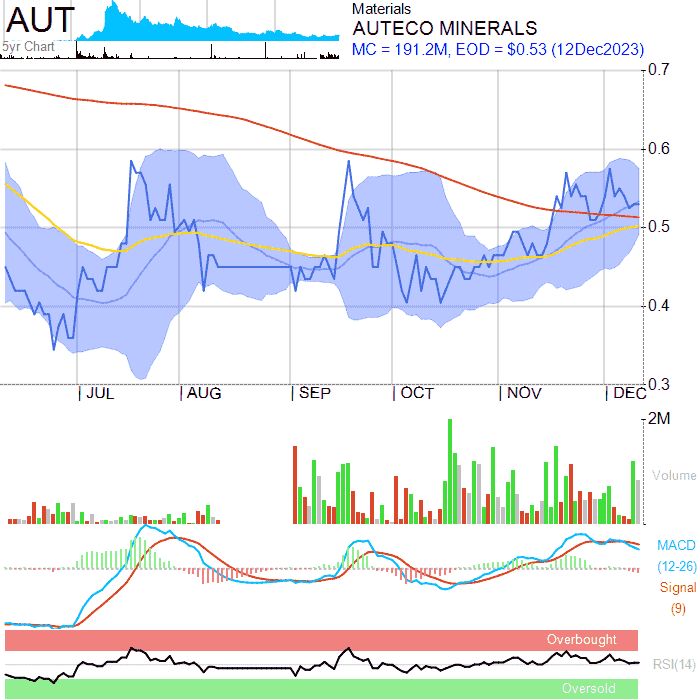 AUT
5yr Chart
Materials
AUTECO MINERALS
MC = 191.2M, EOD = $0.53 (12Dec2023)
0.7
0.6
0.5
0.4
0.3
JUL
AUG
SEP
OCT
NOV
DEC
2M
Volume
MACD
(12-26)
Signal
(9)
Overbought
RSI(14)
Oversold